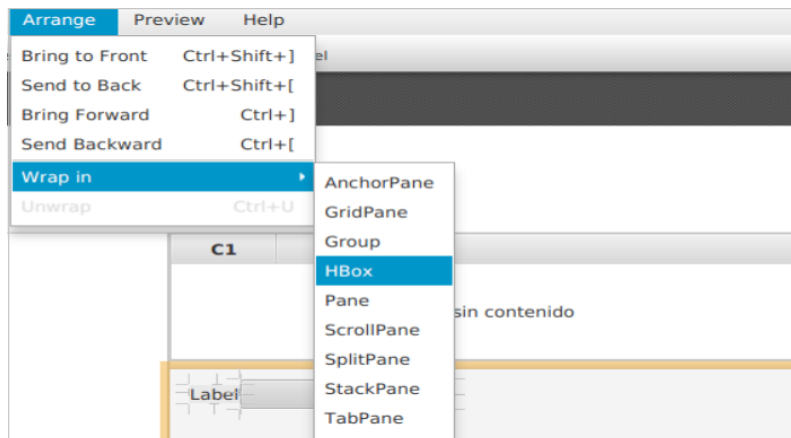 Arrange Preview Help
Bring to Front Ctrl+Shift+] el
Send to Back Ctrl+Shift+[
Bring Forward Ctrl+]
Send Backward Ctrl+[
Wrap in
Unwrap Ctrl+U
AnchorPane
GridPane
Group
HBox
Pane
ScrollPane
SplitPane
StackPane
TabPane
C1
sin contenido
Label